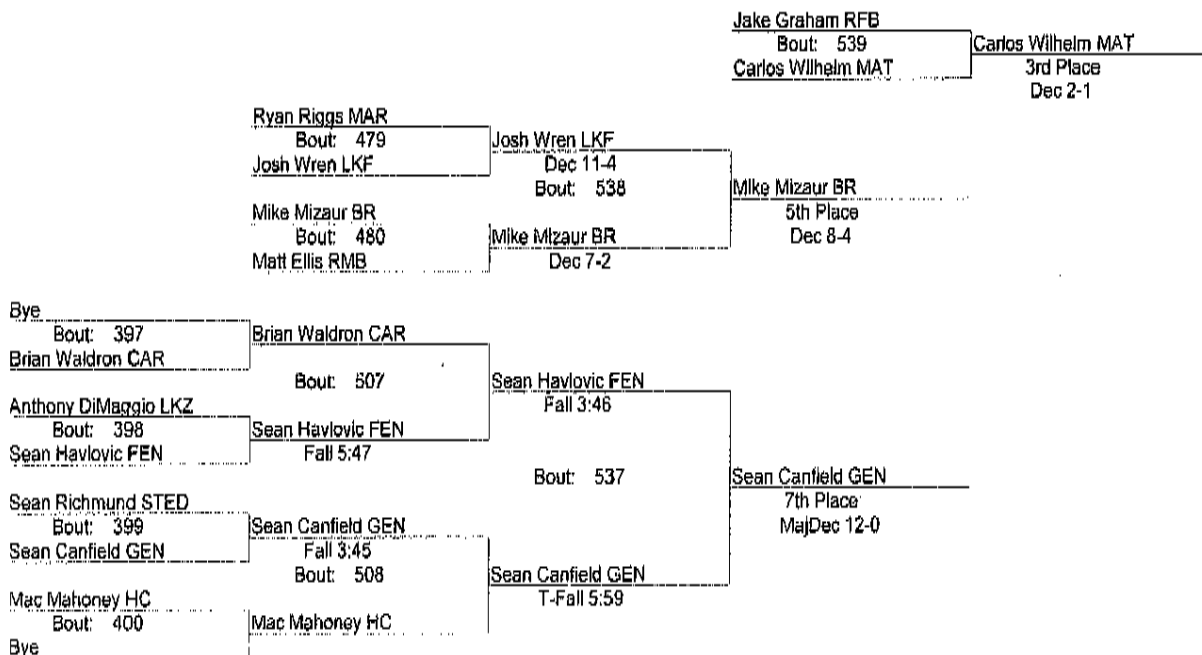 Jake Graham RFB
Bout: 539
Carlos Wilhelm MAT
Carlos Wilhelm MAT
3rd Place
Dec 2-1
Ryan Riggs MAR
Bout: 479
Josh Wren LKF
Josh Wren LKF
Dec 11-4
Bout: 538
Mike Mizaur BR
Bout: 480
Matt Ellis RMB
Mike Mizaur BR
Dec 7-2
Mike Mizaur BR
5th Place
Dec 8-4
Bye
Bout: 397
Brian Waldron CAR
Brian Waldron CAR
Bout: 507
Anthony DiMaggio LKZ
Bout: 398
Sean Havlovic FEN
Sean Havlovic FEN
Fall 5:47
Sean Havlovic FEN
Fall 3:46
Bout: 537
Sean Richmund STED
Bout: 399
Sean Canfield GEN
Sean Canfield GEN
Fall 3:45
Bout: 508
Mac Mahoney HC
Bout: 400
Bye
Mac Mahoney HC
Sean Canfield GEN
T-Fall 5:59
Sean Canfield GEN
7th Place
MajDec 12-0